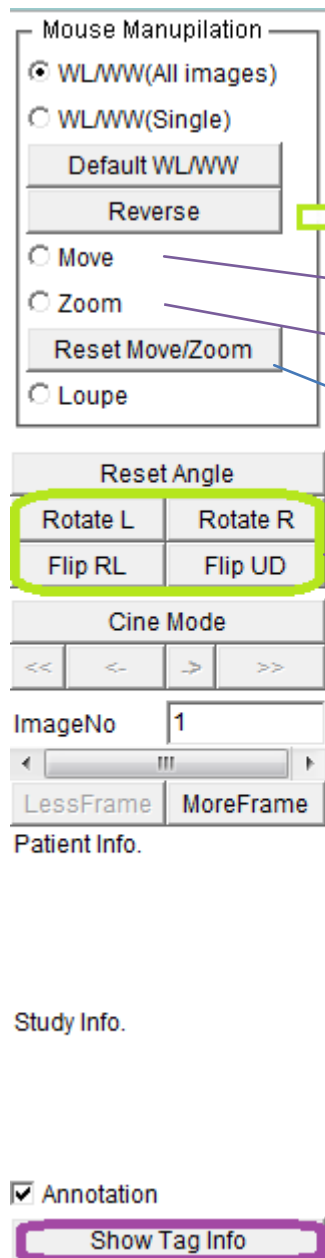 Mouse Manupilation
WL/WW(All images)
WL/WW(Single)
Default WL/WW
Reverse
Move
Zoom
Reset Move/Zoom
Loupe
Reset Angle
Rotate L Rotate R
Flip RL Flip UD
Cine Mode
<< <- -> >>
ImageNo 1
LessFrame MoreFrame
Patient Info.
Study Info.
Annotation
Show Tag Info